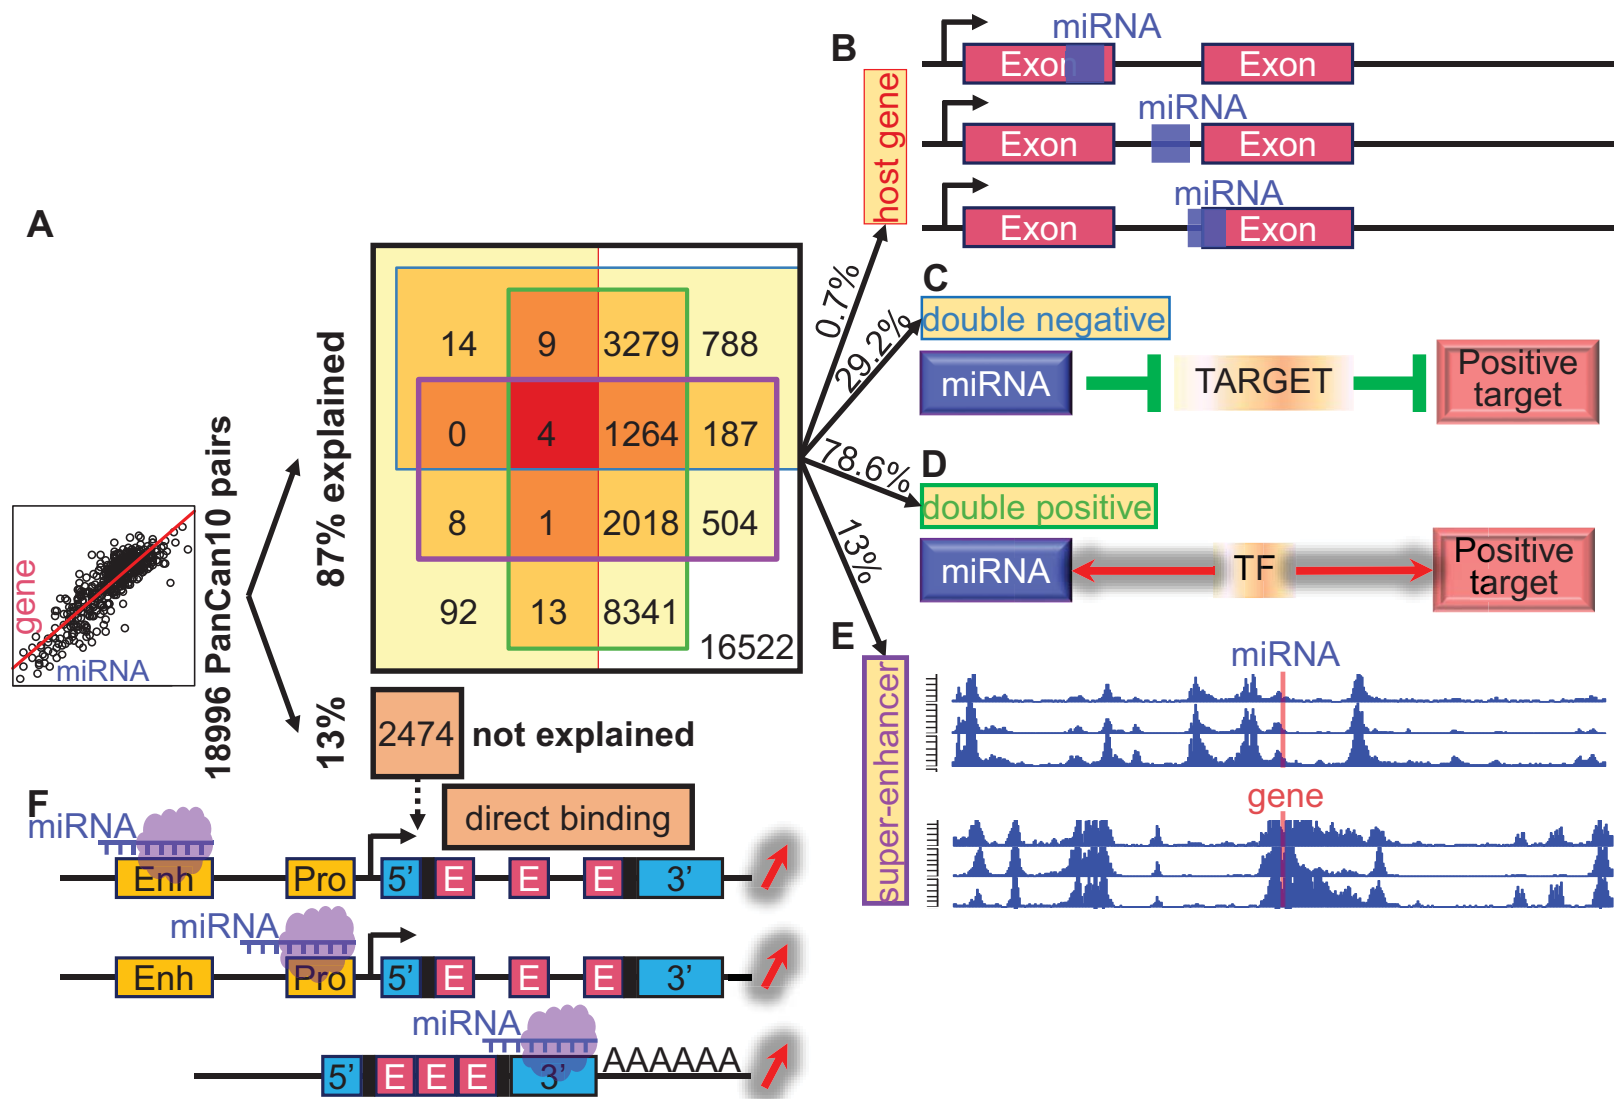 A
gene
miRNA
18996 PanCan10 pairs
87% explained
13%
14 9 3279 788
0 4 1264 187
8 1 2018 504
92 13 8341
16522
2474
not explained
direct binding
0.7%
29.2%
78.6%
13%
B
host gene
miRNA
Exon Exon
miRNA
Exon Exon
miRNA
Exon Exon
C
double negative
miRNA TARGET Positive
target
D
double positive
miRNA TF Positive
target
E
super-enhancer
miRNA
gene
F
miRNA
Enh Pro 5' E E E 3'
miRNA
Enh Pro 5' E E E 3'
miRNA
5' E E E 3' AAAAAA